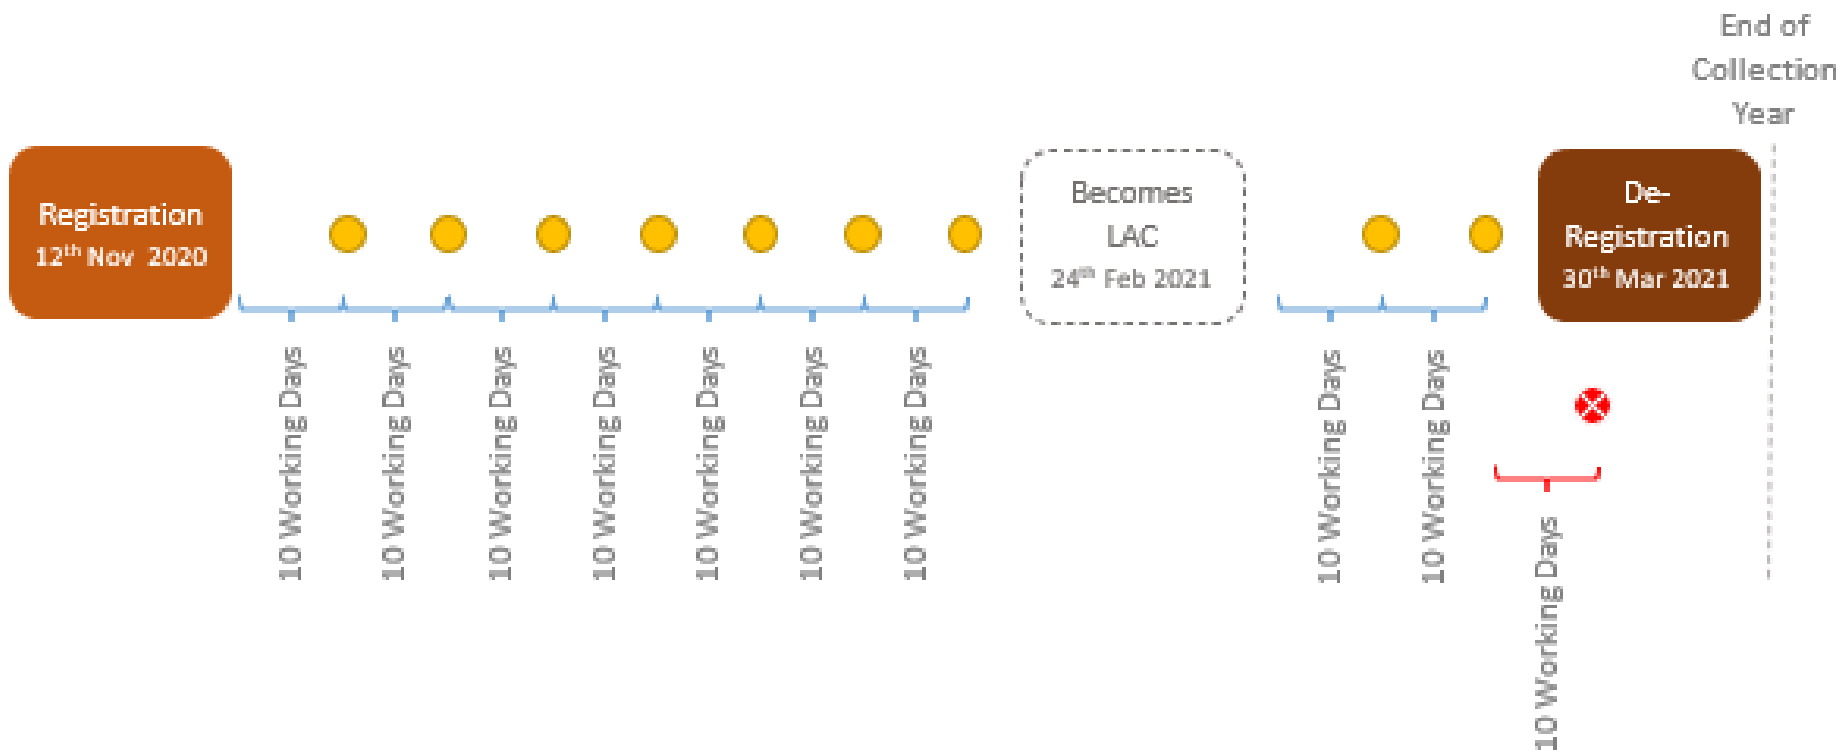 End of
Collection
Year
Registration
12th Nov 2020
Becomes
LAC
24th Feb 2021
De-
Registration
30th Mar 2021
10 Working Days
10 Working Days
10 Working Days
10 Working Days
10 Working Days
10 Working Days
10 Working Days
10 Working Days
10 Working Days
10 Working Days